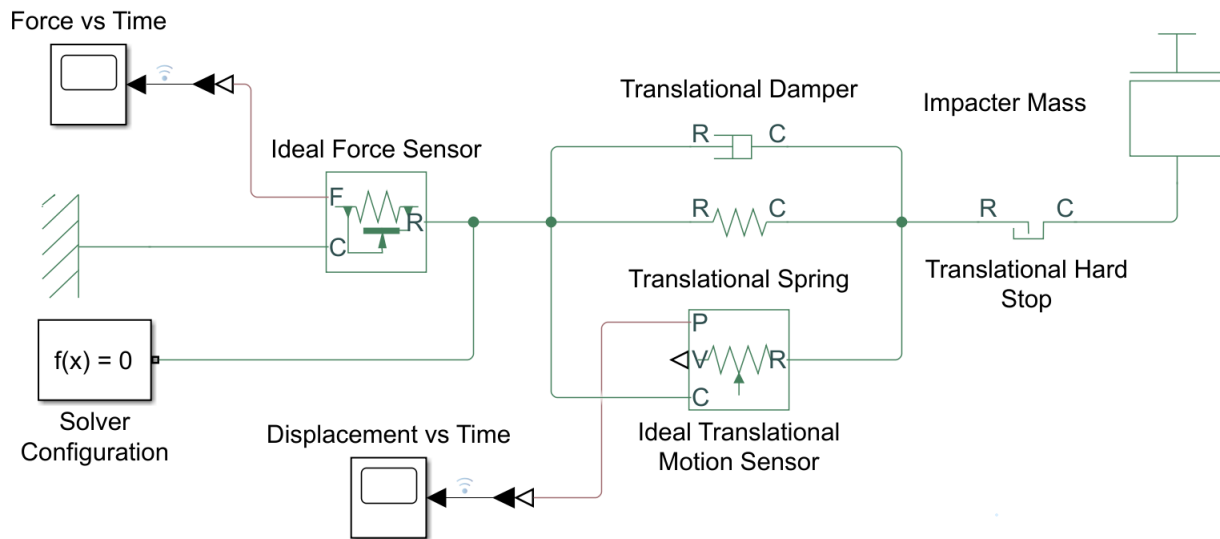 Force vs Time
Translational Damper
Impacter Mass
R C
Ideal Force Sensor
F
R
C
R C
R C
Translational Spring
Translational Hard
Stop
P
V R
C
f(x) = 0
Solver
Configuration
Displacement vs Time
Ideal Translational
Motion Sensor